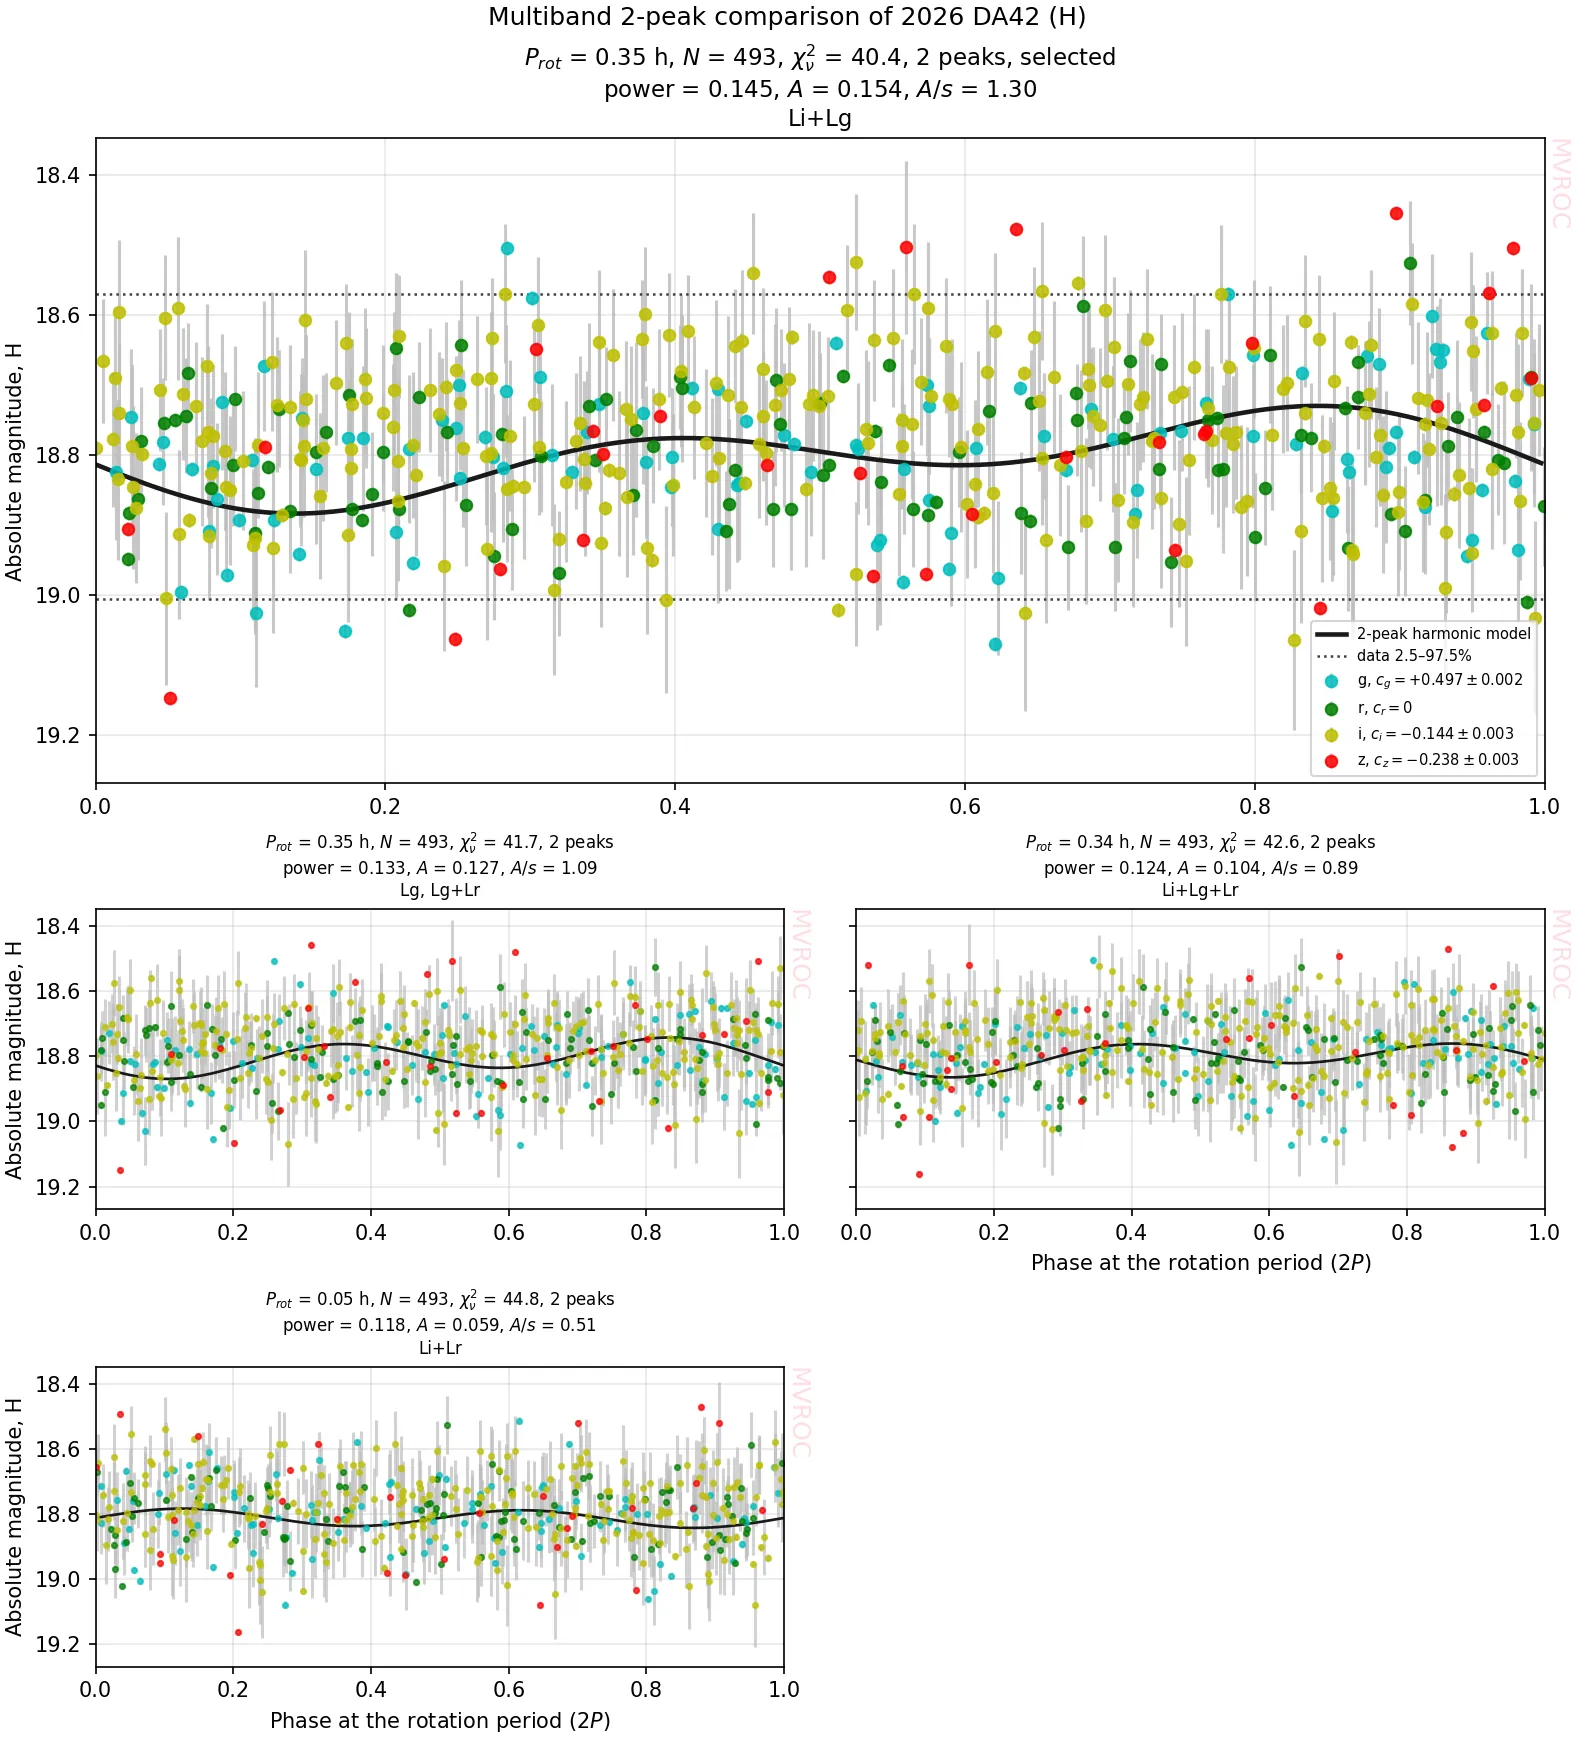 Multiband 2-peak comparison of 2026 DA42 (H)
P_rot = 0.35 h, N = 493, χ²_ν = 40.4, 2 peaks, selected
power = 0.145, A = 0.154, A/s = 1.30
Li+Lg
MVROC
Absolute magnitude, H
18.4
18.6
18.8
19.0
19.2
2-peak harmonic model
data 2.5–97.5%
g, c_g = +0.497 ± 0.002
r, c_r = 0
i, c_i = −0.144 ± 0.003
z, c_z = −0.238 ± 0.003
0.0 0.2 0.4 0.6 0.8 1.0
P_rot = 0.35 h, N = 493, χ²_ν = 41.7, 2 peaks
power = 0.133, A = 0.127, A/s = 1.09
Lg, Lg+Lr
MVROC
Absolute magnitude, H
18.4
18.6
18.8
19.0
19.2
0.0 0.2 0.4 0.6 0.8 1.0
P_rot = 0.34 h, N = 493, χ²_ν = 42.6, 2 peaks
power = 0.124, A = 0.104, A/s = 0.89
Li+Lg+Lr
MVROC
0.0 0.2 0.4 0.6 0.8 1.0
Phase at the rotation period (2P)
P_rot = 0.05 h, N = 493, χ²_ν = 44.8, 2 peaks
power = 0.118, A = 0.059, A/s = 0.51
Li+Lr
MVROC
Absolute magnitude, H
18.4
18.6
18.8
19.0
19.2
0.0 0.2 0.4 0.6 0.8 1.0
Phase at the rotation period (2P)